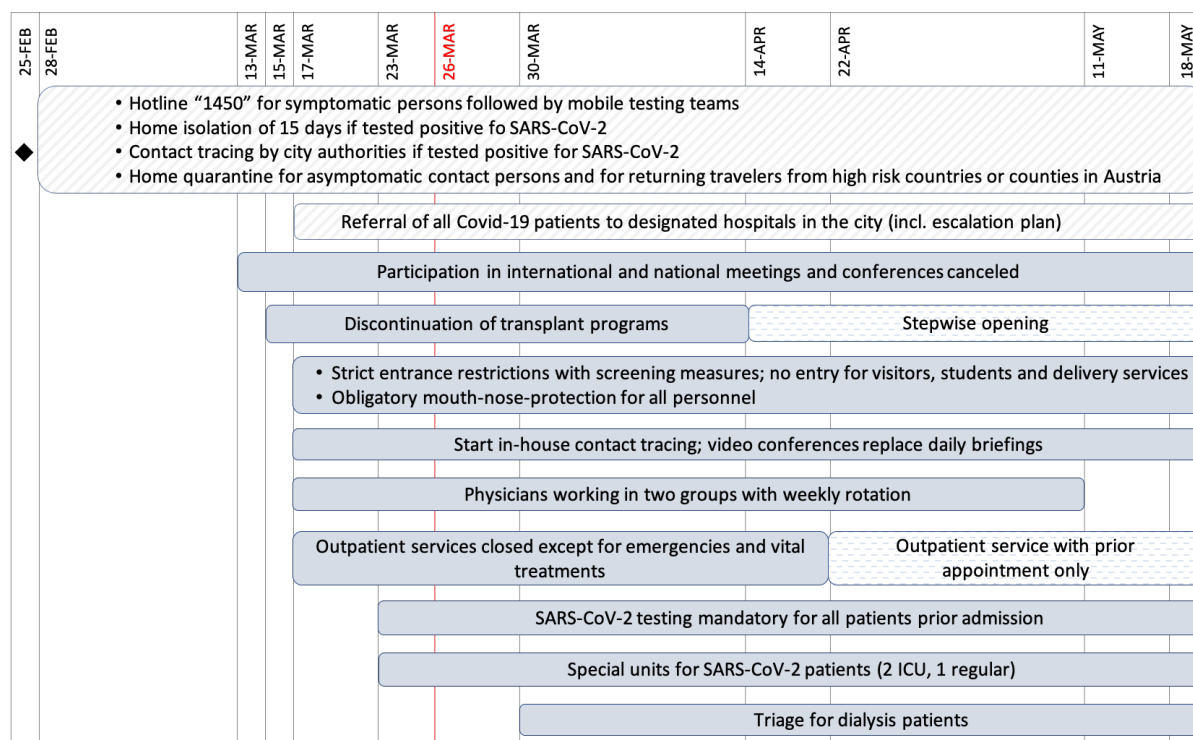 25-FEB
28-FEB
13-MAR
15-MAR
17-MAR
23-MAR
26-MAR
30-MAR
14-APR
22-APR
11-MAY
18-MAY
• Hotline “1450” for symptomatic persons followed by mobile testing teams
• Home isolation of 15 days if tested positive fo SARS-CoV-2
• Contact tracing by city authorities if tested positive for SARS-CoV-2
• Home quarantine for asymptomatic contact persons and for returning travelers from high risk countries or counties in Austria
Referral of all Covid-19 patients to designated hospitals in the city (incl. escalation plan)
Participation in international and national meetings and conferences canceled
Discontinuation of transplant programs
Stepwise opening
• Strict entrance restrictions with screening measures; no entry for visitors, students and delivery services
• Obligatory mouth-nose-protection for all personnel
Start in-house contact tracing; video conferences replace daily briefings
Physicians working in two groups with weekly rotation
Outpatient services closed except for emergencies and vital
treatments
Outpatient service with prior
appointment only
SARS-CoV-2 testing mandatory for all patients prior admission
Special units for SARS-CoV-2 patients (2 ICU, 1 regular)
Triage for dialysis patients